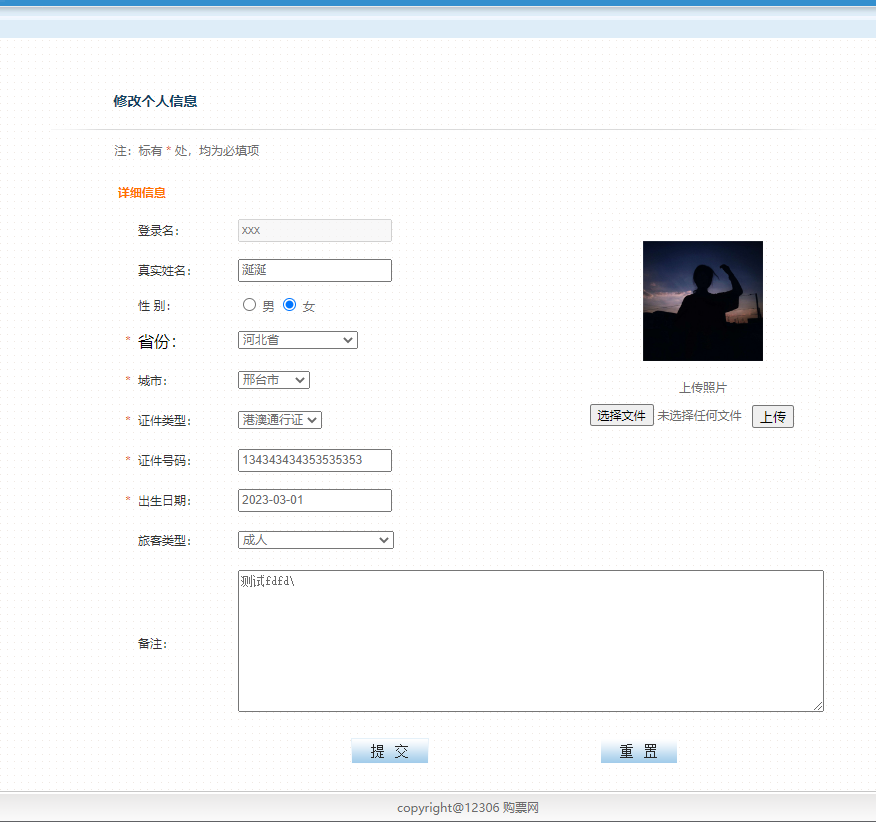 修改个人信息
注：标有 * 处，均为必填项
详细信息
登录名： xxx
真实姓名： 涎涎
性 别： 男 女
* 省份： 河北省
* 城市： 邢台市
* 证件类型： 港澳通行证
* 证件号码： 134343434353535353
* 出生日期： 2023-03-01
旅客类型： 成人
上传照片
选择文件 未选择任何文件 上传
备注： 测试fdfd\
提 交 重 置
copyright@12306 购票网